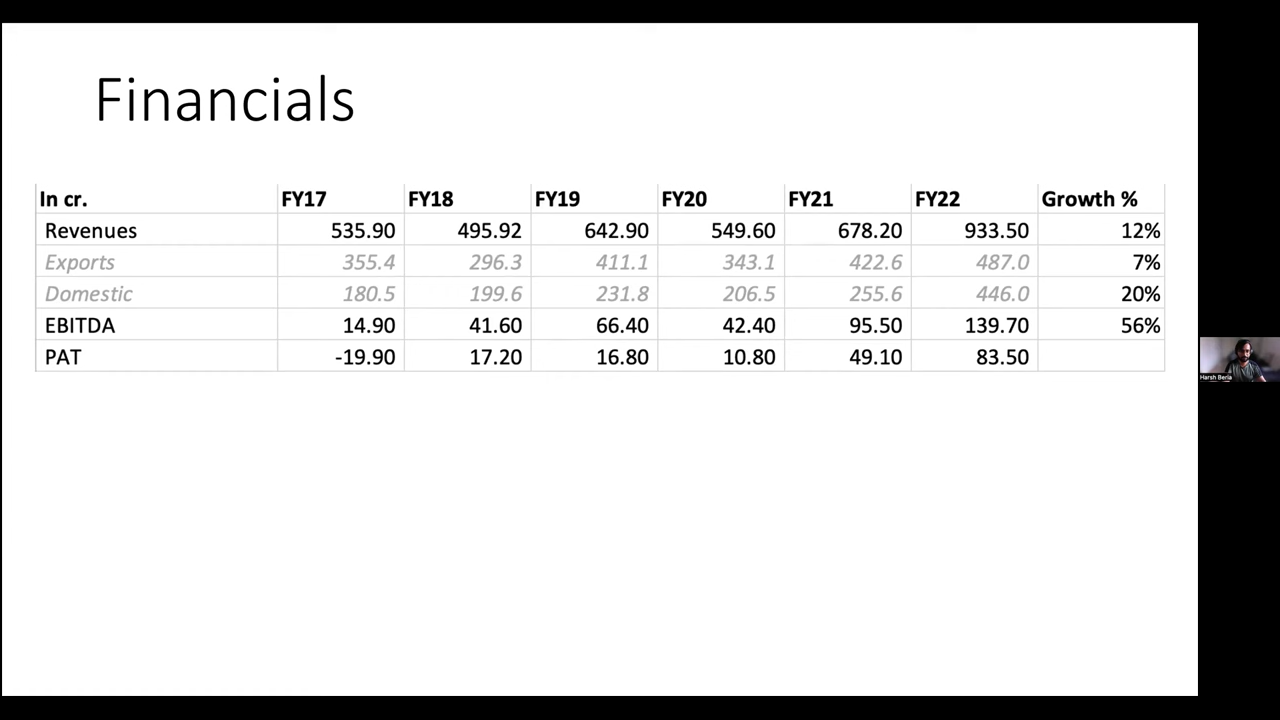 Financials
In cr. FY17 FY18 FY19 FY20 FY21 FY22 Growth %
Revenues 535.90 495.92 642.90 549.60 678.20 933.50 12%
Exports 355.4 296.3 411.1 343.1 422.6 487.0 7%
Domestic 180.5 199.6 231.8 206.5 255.6 446.0 20%
EBITDA 14.90 41.60 66.40 42.40 95.50 139.70 56%
PAT -19.90 17.20 16.80 10.80 49.10 83.50
Harsh Beria